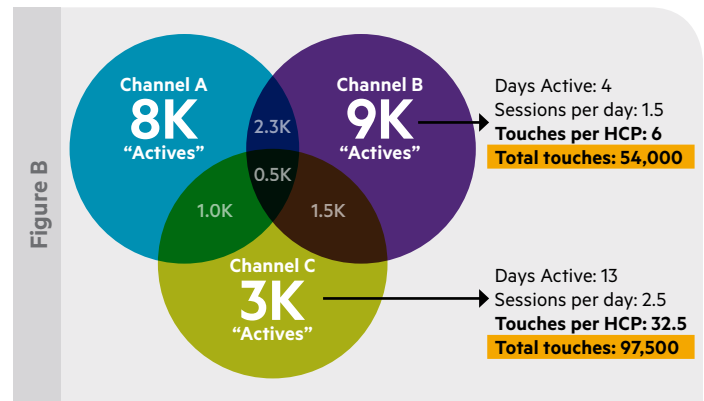 Figure B
Channel A
8K
“Actives”
Channel B
9K
“Actives”
2.3K
0.5K
1.0K
1.5K
Channel C
3K
“Actives”
Days Active: 4
Sessions per day: 1.5
Touches per HCP: 6
Total touches: 54,000
Days Active: 13
Sessions per day: 2.5
Touches per HCP: 32.5
Total touches: 97,500